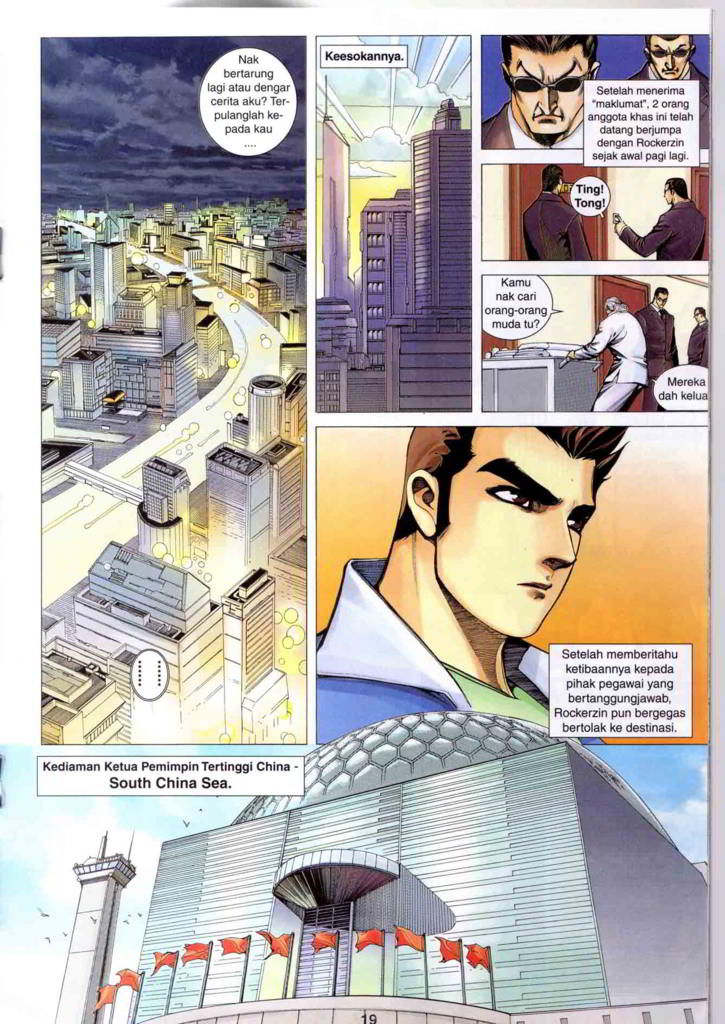 Nak
bertarung
lagi atau dengar
cerita aku? Ter-
pulanglah ke-
pada kau
....
Keesokannya.
Setelah menerima
"maklumat", 2 orang
anggota khas ini telah
datang berjumpa
dengan Rockerzin
sejak awal pagi lagi.
Ting!
Tong!
Kamu
nak cari
orang-orang
muda tu?
Mereka
dah kelua
Setelah memberitahu
ketibaannya kepada
pihak pegawai yang
bertanggungjawab,
Rockerzin pun bergegas
bertolak ke destinasi.
Kediaman Ketua Pemimpin Tertinggi China -
South China Sea.
19